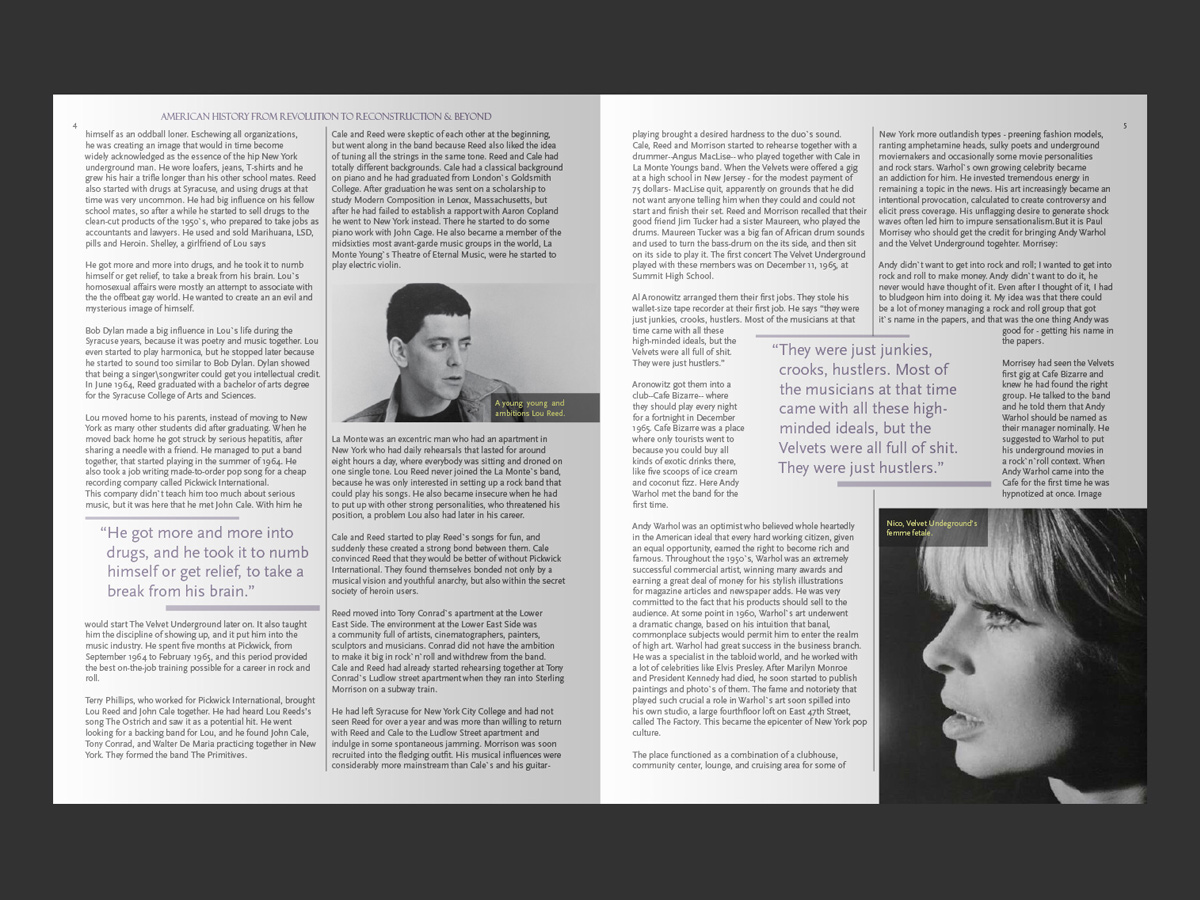 AMERICAN HISTORY FROM REVOLUTION TO RECONSTRUCTION & BEYOND
4
himself as an oddball loner. Eschewing all organizations,
he was creating an image that would in time become
widely acknowledged as the essence of the hip New York
underground man. He wore loafers, jeans, T-shirts and he
grew his hair a trifle longer than his other school mates. Reed
also started with drugs at Syracuse, and using drugs at that
time was very uncommon. He had big influence on his fellow
school mates, so after a while he started to sell drugs to the
clean-cut products of the 1950`s, who prepared to take jobs as
accountants and lawyers. He used and sold Marihuana, LSD,
pills and Heroin. Shelley, a girlfriend of Lou says
He got more and more into drugs, and he took it to numb
himself or get relief, to take a break from his brain. Lou`s
homosexual affairs were mostly an attempt to associate with
the the offbeat gay world. He wanted to create an an evil and
mysterious image of himself.
Bob Dylan made a big influence in Lou`s life during the
Syracuse years, because it was poetry and music together. Lou
even started to play harmonica, but he stopped later because
he started to sound too similar to Bob Dylan. Dylan showed
that being a singer\songwriter could get you intellectual credit.
In June 1964, Reed graduated with a bachelor of arts degree
for the Syracuse College of Arts and Sciences.
Lou moved home to his parents, instead of moving to New
York as many other students did after graduating. When he
moved back home he got struck by serious hepatitis, after
sharing a needle with a friend. He managed to put a band
together, that started playing in the summer of 1964. He
also took a job writing made-to-order pop song for a cheap
recording company called Pickwick International.
This company didn`t teach him too much about serious
music, but it was here that he met John Cale. With him he
“He got more and more into
drugs, and he took it to numb
himself or get relief, to take a
break from his brain.”
would start The Velvet Underground later on. It also taught
him the discipline of showing up, and it put him into the
music industry. He spent five months at Pickwick, from
September 1964 to February 1965, and this period provided
the best on-the-job training possible for a career in rock and
roll.
Terry Phillips, who worked for Pickwick International, brought
Lou Reed and John Cale together. He had heard Lou Reeds's
song The Ostrich and saw it as a potential hit. He went
looking for a backing band for Lou, and he found John Cale,
Tony Conrad, and Walter De Maria practicing together in New
York. They formed the band The Primitives.
Cale and Reed were skeptic of each other at the beginning,
but went along in the band because Reed also liked the idea
of tuning all the strings in the same tone. Reed and Cale had
totally different backgrounds. Cale had a classical background
on piano and he had graduated from London`s Goldsmith
College. After graduation he was sent on a scholarship to
study Modern Composition in Lenox, Massachusetts, but
after he had failed to establish a rapport with Aaron Copland
he went to New York instead. There he started to do some
piano work with John Cage. He also became a member of the
midsixties most avant-garde music groups in the world, La
Monte Young`s Theatre of Eternal Music, were he started to
play electric violin.
A young young and
ambitions Lou Reed.
La Monte was an excentric man who had an apartment in
New York who had daily rehearsals that lasted for around
eight hours a day, where everybody was sitting and droned on
one single tone. Lou Reed never joined the La Monte`s band,
because he was only interested in setting up a rock band that
could play his songs. He also became insecure when he had
to put up with other strong personalities, who threatened his
position, a problem Lou also had later in his career.
Cale and Reed started to play Reed`s songs for fun, and
suddenly these created a strong bond between them. Cale
convinced Reed that they would be better of without Pickwick
International. They found themselves bonded not only by a
musical vision and youthful anarchy, but also within the secret
society of heroin users.
Reed moved into Tony Conrad`s apartment at the Lower
East Side. The environment at the Lower East Side was
a community full of artists, cinematographers, painters,
sculptors and musicians. Conrad did not have the ambition
to make it big in rock`n`roll and withdrew from the band.
Cale and Reed had already started rehearsing together at Tony
Conrad`s Ludlow street apartment when they ran into Sterling
Morrison on a subway train.
He had left Syracuse for New York City College and had not
seen Reed for over a year and was more than willing to return
with Reed and Cale to the Ludlow Street apartment and
indulge in some spontaneous jamming. Morrison was soon
recruited into the fledging outfit. His musical influences were
considerably more mainstream than Cale`s and his guitar-
playing brought a desired hardness to the duo`s sound.
Cale, Reed and Morrison started to rehearse together with a
drummer--Angus MacLise-- who played together with Cale in
La Monte Youngs band. When the Velvets were offered a gig
at a high school in New Jersey - for the modest payment of
75 dollars- MacLise quit, apparently on grounds that he did
not want anyone telling him when they could and could not
start and finish their set. Reed and Morrison recalled that their
good friend Jim Tucker had a sister Maureen, who played the
drums. Maureen Tucker was a big fan of African drum sounds
and used to turn the bass-drum on the its side, and then sit
on its side to play it. The first concert The Velvet Underground
played with these members was on December 11, 1965, at
Summit High School.
Al Aronowitz arranged them their first jobs. They stole his
wallet-size tape recorder at their first job. He says “they were
just junkies, crooks, hustlers. Most of the musicians at that
time came with all these
high-minded ideals, but the
Velvets were all full of shit.
They were just hustlers.”
Aronowitz got them into a
club--Cafe Bizarre-- where
they should play every night
for a fortnight in December
1965. Cafe Bizarre was a place
where only tourists went to
because you could buy all
kinds of exotic drinks there,
like five scoops of ice cream
and coconut fizz. Here Andy
Warhol met the band for the
first time.
“They were just junkies,
crooks, hustlers. Most of
the musicians at that time
came with all these high-
minded ideals, but the
Velvets were all full of shit.
They were just hustlers.”
Andy Warhol was an optimist who believed whole heartedly
in the American ideal that every hard working citizen, given
an equal opportunity, earned the right to become rich and
famous. Throughout the 1950`s, Warhol was an extremely
successful commercial artist, winning many awards and
earning a great deal of money for his stylish illustrations
for magazine articles and newspaper adds. He was very
committed to the fact that his products should sell to the
audience. At some point in 1960, Warhol`s art underwent
a dramatic change, based on his intuition that banal,
commonplace subjects would permit him to enter the realm
of high art. Warhol had great success in the business branch.
He was a specialist in the tabloid world, and he worked with
a lot of celebrities like Elvis Presley. After Marilyn Monroe
and President Kennedy had died, he soon started to publish
paintings and photo`s of them. The fame and notoriety that
played such crucial a role in Warhol`s art soon spilled into
his own studio, a large fourthfloor loft on East 47th Street,
called The Factory. This became the epicenter of New York pop
culture.
The place functioned as a combination of a clubhouse,
community center, lounge, and cruising area for some of
5
New York more outlandish types - preening fashion models,
ranting amphetamine heads, sulky poets and underground
moviemakers and occasionally some movie personalities
and rock stars. Warhol`s own growing celebrity became
an addiction for him. He invested tremendous energy in
remaining a topic in the news. His art increasingly became an
intentional provocation, calculated to create controversy and
elicit press coverage. His unflagging desire to generate shock
waves often led him to impure sensationalism.But it is Paul
Morrisey who should get the credit for bringing Andy Warhol
and the Velvet Underground togehter. Morrisey:
Andy didn`t want to get into rock and roll; I wanted to get into
rock and roll to make money. Andy didn`t want to do it, he
never would have thought of it. Even after I thought of it, I had
to bludgeon him into doing it. My idea was that there could
be a lot of money managing a rock and roll group that got
it`s name in the papers, and that was the one thing Andy was
good for - getting his name in
the papers.
Morrisey had seen the Velvets
first gig at Cafe Bizarre and
knew he had found the right
group. He talked to the band
and he told them that Andy
Warhol should be named as
their manager nominally. He
suggested to Warhol to put
his underground movies in
a rock`n`roll context. When
Andy Warhol came into the
Cafe for the first time he was
hypnotized at once. Image
Nico, Velvet Undeground's
femme fetale.